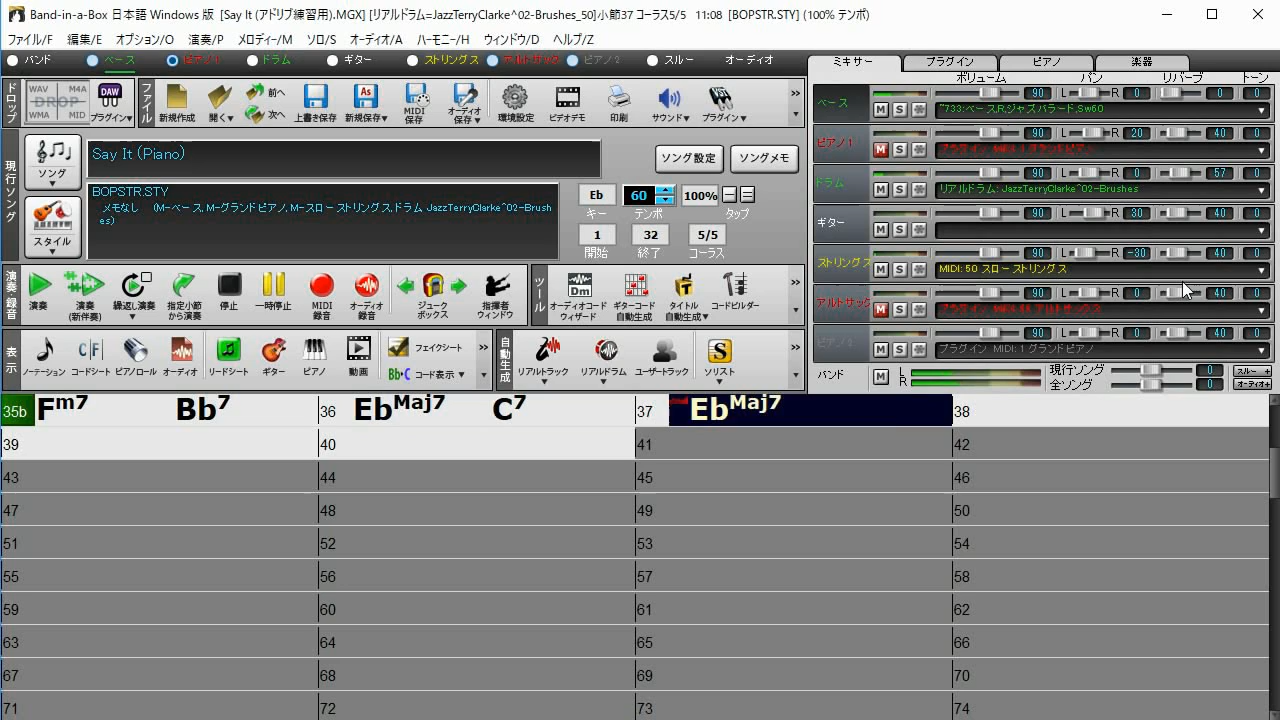 Band-in-a-Box 日本語 Windows 版  [Say It (アドリブ練習用).MGX] [リアルドラム=JazzTerryClarke^02-Brushes_50]小節37 コーラス5/5   11:08  [BOPSTR.STY] (100% テンポ)
ファイル/F 編集/E オプション/O 演奏/P メロディー/M ソロ/S オーディオ/A ハーモニー/H ウィンドウ/D ヘルプ/Z
バンド ベース ピアノ1 ドラム ギター ストリングス アルトサックス ピアノ2 スルー オーディオ
ミキサー プラグイン ピアノ 楽器
ボリューム パン リバーブ トーン
ドロップ WAV M4A DROP WMA MID DAW プラグイン▼
ファイル 新規作成 開く▼ 前へ 次へ 上書き保存 新規保存▼ MIDI保存 オーディオ保存▼ 環境設定 ビデオデモ 印刷 サウンド▼ プラグイン▼
現行ソング
ソング
Say It (Piano)
ソング設定 ソングメモ
スタイル
BOPSTR.STY
メモなし (M-ベース, M-グランドピアノ, M-スロー ストリングス,ドラム JazzTerryClarke^02-Brushes)
Eb 60 100%
キー テンポ タップ
1 32 5/5
開始 終了 コーラス
演奏・録音 演奏 演奏(新伴奏) 繰返し演奏▼ 指定小節から演奏 停止 一時停止 MIDI録音 オーディオ録音 ジュークボックス 指揮者ウィンドウ
ツール オーディオコードウィザード ギターコード自動生成 タイトル自動生成▼ コードビルダー
表示 ノーテーション コードシート ピアノロール オーディオ リードシート ギター ピアノ 動画 フェイクシート コード表示▼
自動生成 リアルトラック リアルドラム ユーザートラック ソリスト
ベース 90 L R 0 0 0
M S ~733:ベース,R,ジャズバラード,Sw60
ピアノ1 90 L R 20 40 0
M S
ドラム 90 L R 0 57 0
M S リアルドラム: JazzTerryClarke^02-Brushes
ギター 90 L R 30 40 0
M S
ストリングス 90 L R -30 40 0
M S MIDI: 50 スロー ストリングス
アルトサックス 90 L R 0 40 0
M S
ピアノ2 90 L R 0 40 0
M S プラグイン MIDI: 1 グランドピアノ
バンド M L R 現行ソング 0 スルー +
全ソング 0 オーディオ+
35b Fm7 Bb7 36 EbMaj7 C7 37 EbMaj7 38
39 40 41 42
43 44 45 46
47 48 49 50
51 52 53 54
55 56 57 58
59 60 61 62
63 64 65 66
67 68 69 70
71 72 73 74